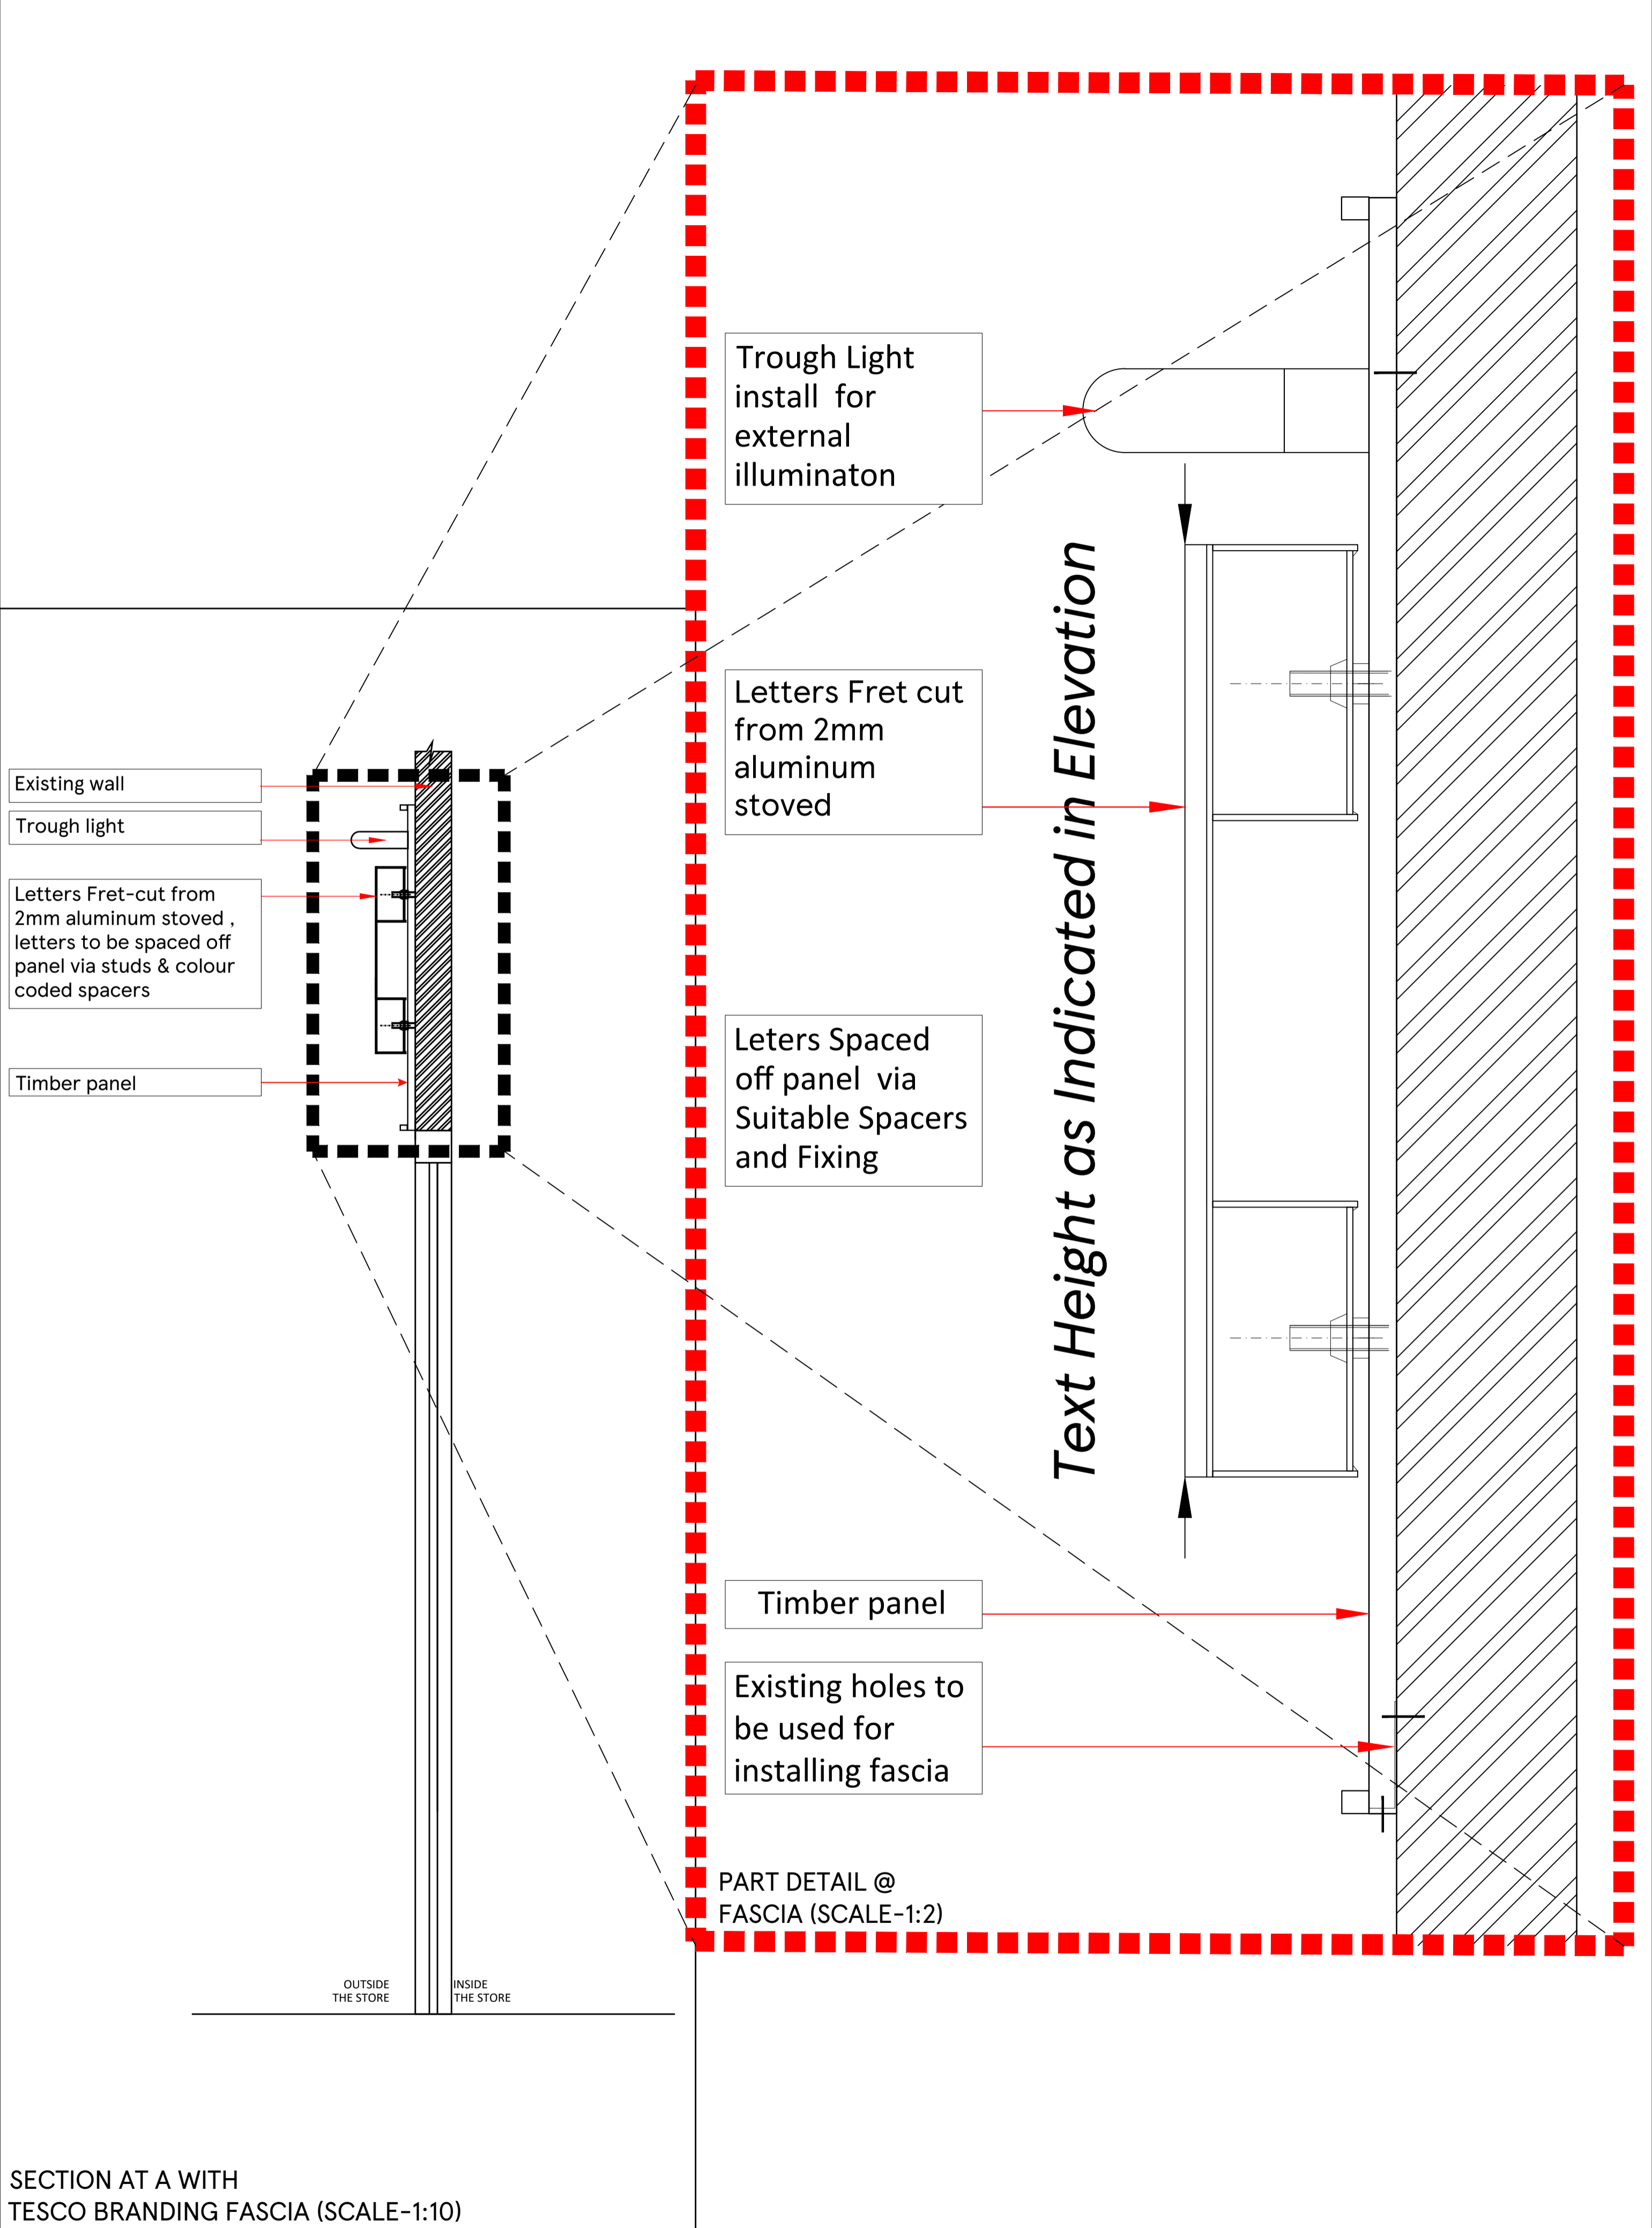 Existing wall
Trough light
Letters Fret-cut from
2mm aluminum stoved ,
letters to be spaced off
panel via studs & colour
coded spacers
Timber panel
OUTSIDE
THE STORE
INSIDE
THE STORE
SECTION AT A WITH
TESCO BRANDING FASCIA (SCALE-1:10)
Trough Light
install for
external
illuminaton
Letters Fret cut
from 2mm
aluminum
stoved
Leters Spaced
off panel via
Suitable Spacers
and Fixing
Text Height as Indicated in Elevation
Timber panel
Existing holes to
be used for
installing fascia
PART DETAIL @
FASCIA (SCALE-1:2)